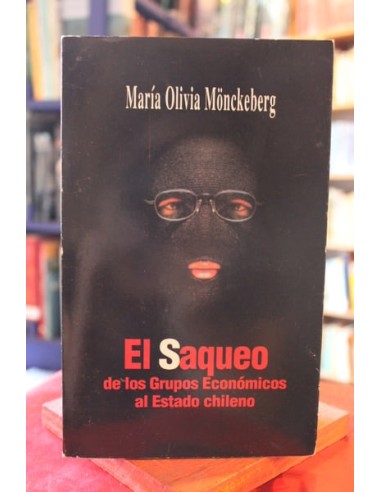 María Olivia Mönckeberg
El Saqueo
de los Grupos Económicos
al Estado chileno